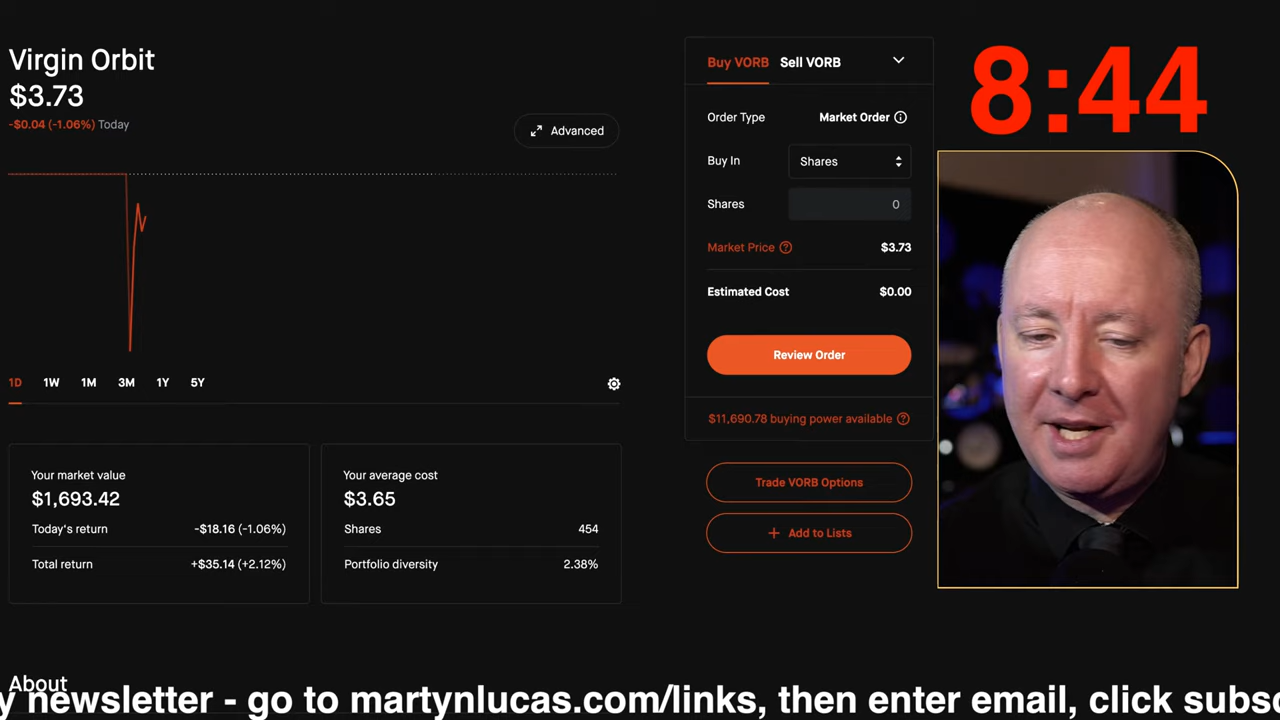 Virgin Orbit
$3.73
-$0.04 (-1.06%) Today
Advanced
1D 1W 1M 3M 1Y 5Y
Your market value
$1,693.42
Today's return -$18.16 (-1.06%)
Total return +$35.14 (+2.12%)
Your average cost
$3.65
Shares 454
Portfolio diversity 2.38%
About
Buy VORB Sell VORB
Order Type Market Order
Buy In Shares
Shares 0
Market Price $3.73
Estimated Cost $0.00
Review Order
$11,690.78 buying power available
Trade VORB Options
+ Add to Lists
8:44
y newsletter - go to martynlucas.com/links, then enter email, click subsc